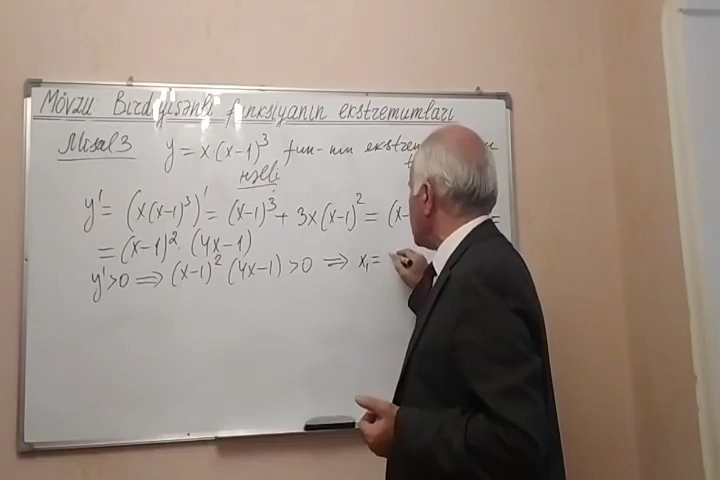 Mövzu: Birdəyişənli funksiyanın ekstremumları
Misal 3 y = x·(x-1)³ fun-nın
həlli
y' = (x(x-1)³)' = (x-1)³ + 3x(x-1)² = (x- =
= (x-1)² · (4x-1)
y' > 0 ⇒ (x-1)² (4x-1) > 0 ⇒ x₁ =